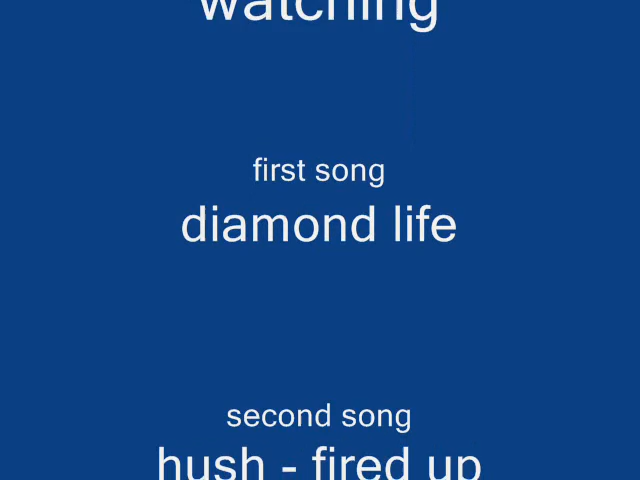 watching
first song
diamond life
second song
hush - fired up